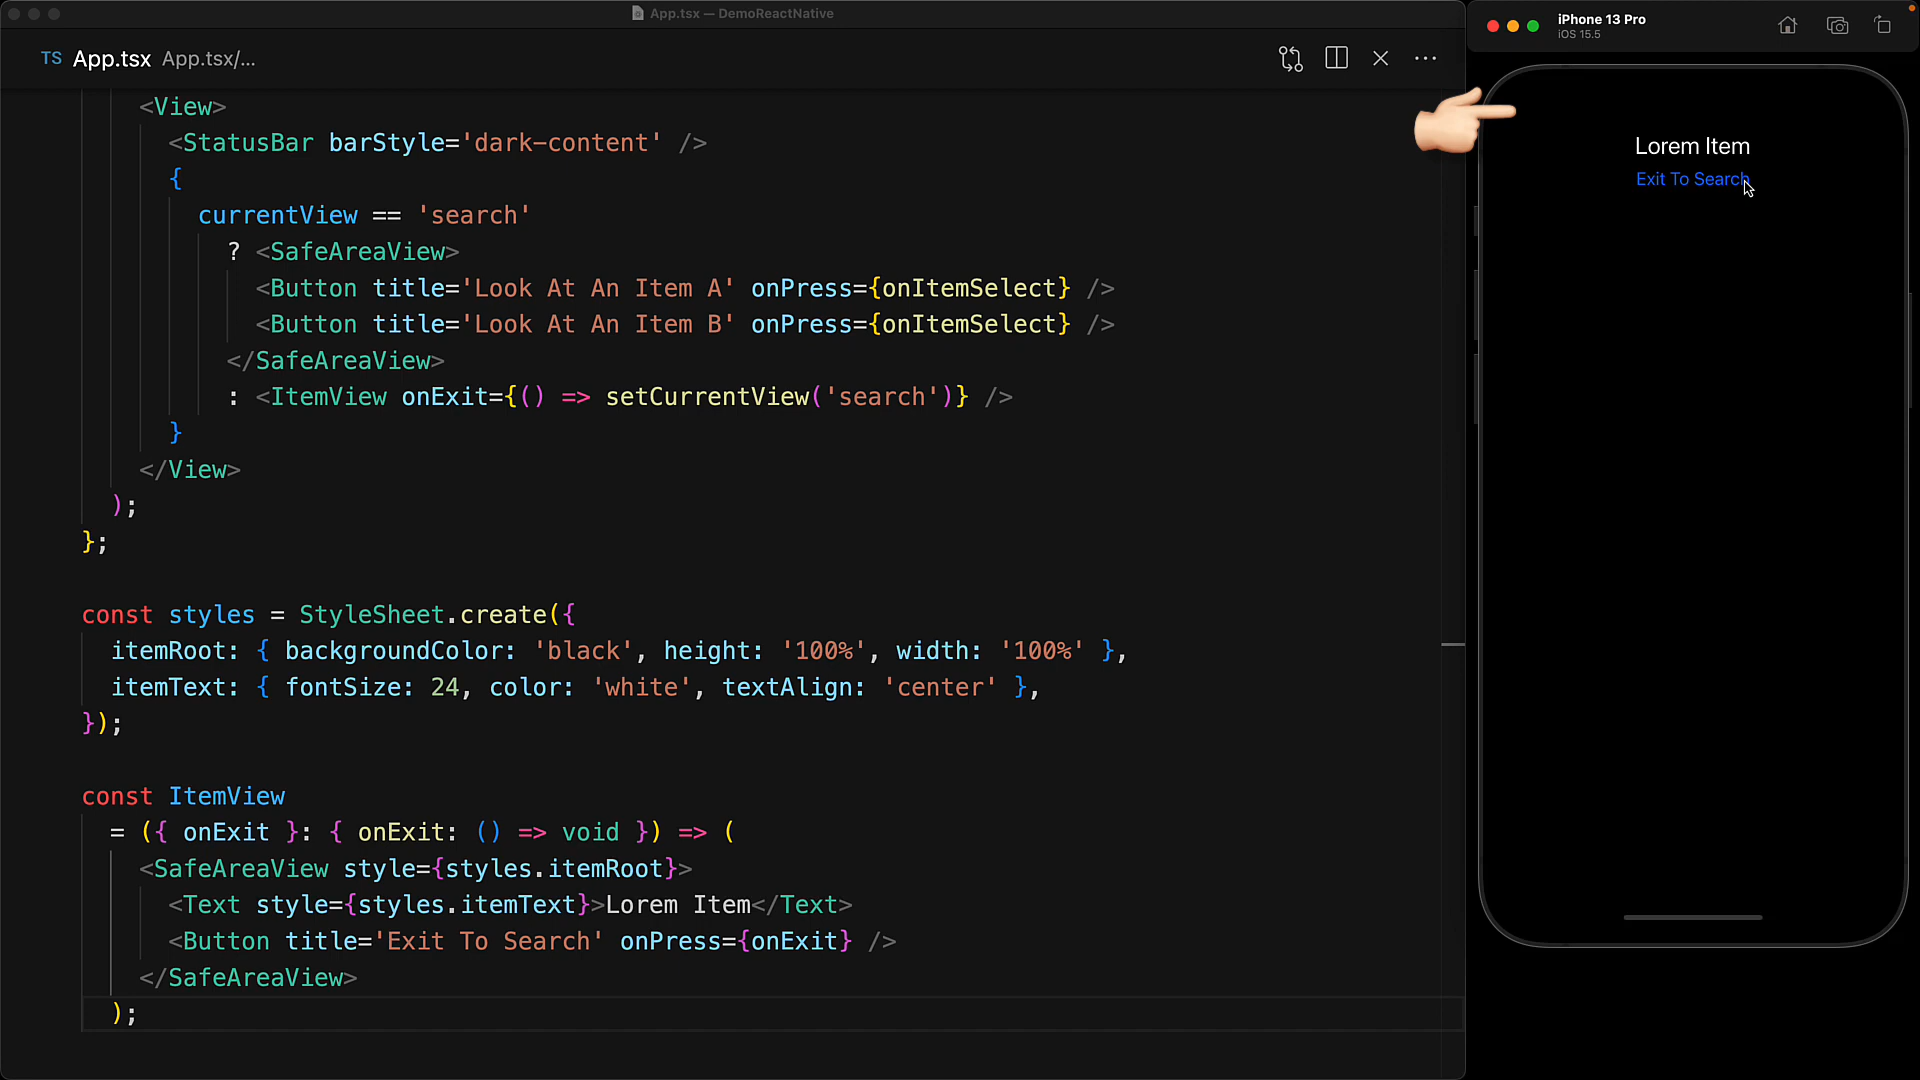 App.tsx — DemoReactNative
TS App.tsx App.tsx/...
<View>
<StatusBar barStyle='dark-content' />
{
currentView == 'search'
? <SafeAreaView>
<Button title='Look At An Item A' onPress={onItemSelect} />
<Button title='Look At An Item B' onPress={onItemSelect} />
</SafeAreaView>
: <ItemView onExit={() => setCurrentView('search')} />
}
</View>
);
};
const styles = StyleSheet.create({
itemRoot: { backgroundColor: 'black', height: '100%', width: '100%' },
itemText: { fontSize: 24, color: 'white', textAlign: 'center' },
});
const ItemView
= ({ onExit }: { onExit: () => void }) => (
<SafeAreaView style={styles.itemRoot}>
<Text style={styles.itemText}>Lorem Item</Text>
<Button title='Exit To Search' onPress={onExit} />
</SafeAreaView>
);
iPhone 13 Pro
iOS 15.5
Lorem Item
Exit To Search